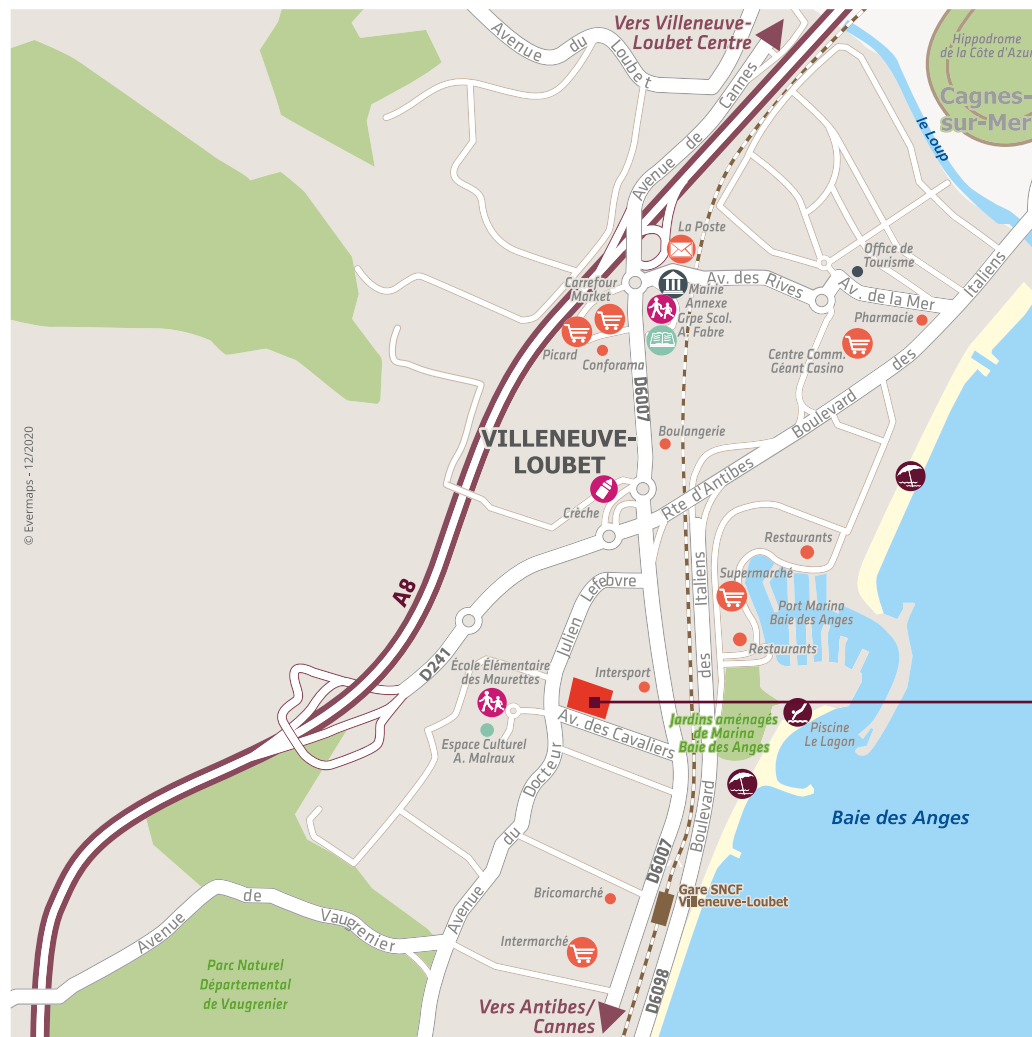 Vers Villeneuve-
Loubet Centre
Avenue du Loubet
Hippodrome
de la Côte d'Azur
Cagnes-
sur-Mer
le Loup
Avenue de Cannes
La Poste
Office de
Tourisme
Italiens
Carrefour
Market
Mairie
Annexe
Av. des Rives
Av. de la Mer
Grpe Scol.
A. Fabre
Pharmacie
Picard
Conforama
Centre Comm.
Géant Casino
des
D6007
Boulevard
© Evermaps - 12/2020
VILLENEUVE-
LOUBET
Boulangerie
Rte d'Antibes
Crèche
Restaurants
A8
Julien Lefebvre
Italiens
Supermarché
Port Marina
Baie des Anges
D241
École Élémentaire
des Maurettes
Intersport
des
Restaurants
Jardins aménagés
de Marina
Baie des Anges
Piscine
Le Lagon
Av. des Cavaliers
Espace Culturel
A. Malraux
Docteur
Boulevard
Baie des Anges
du
D6007
Gare SNCF
Villeneuve-Loubet
Bricomarché
Avenue
Avenue de Vaugrenier
Intermarché
Parc Naturel
Départemental
de Vaugrenier
D6098
Vers Antibes/
Cannes